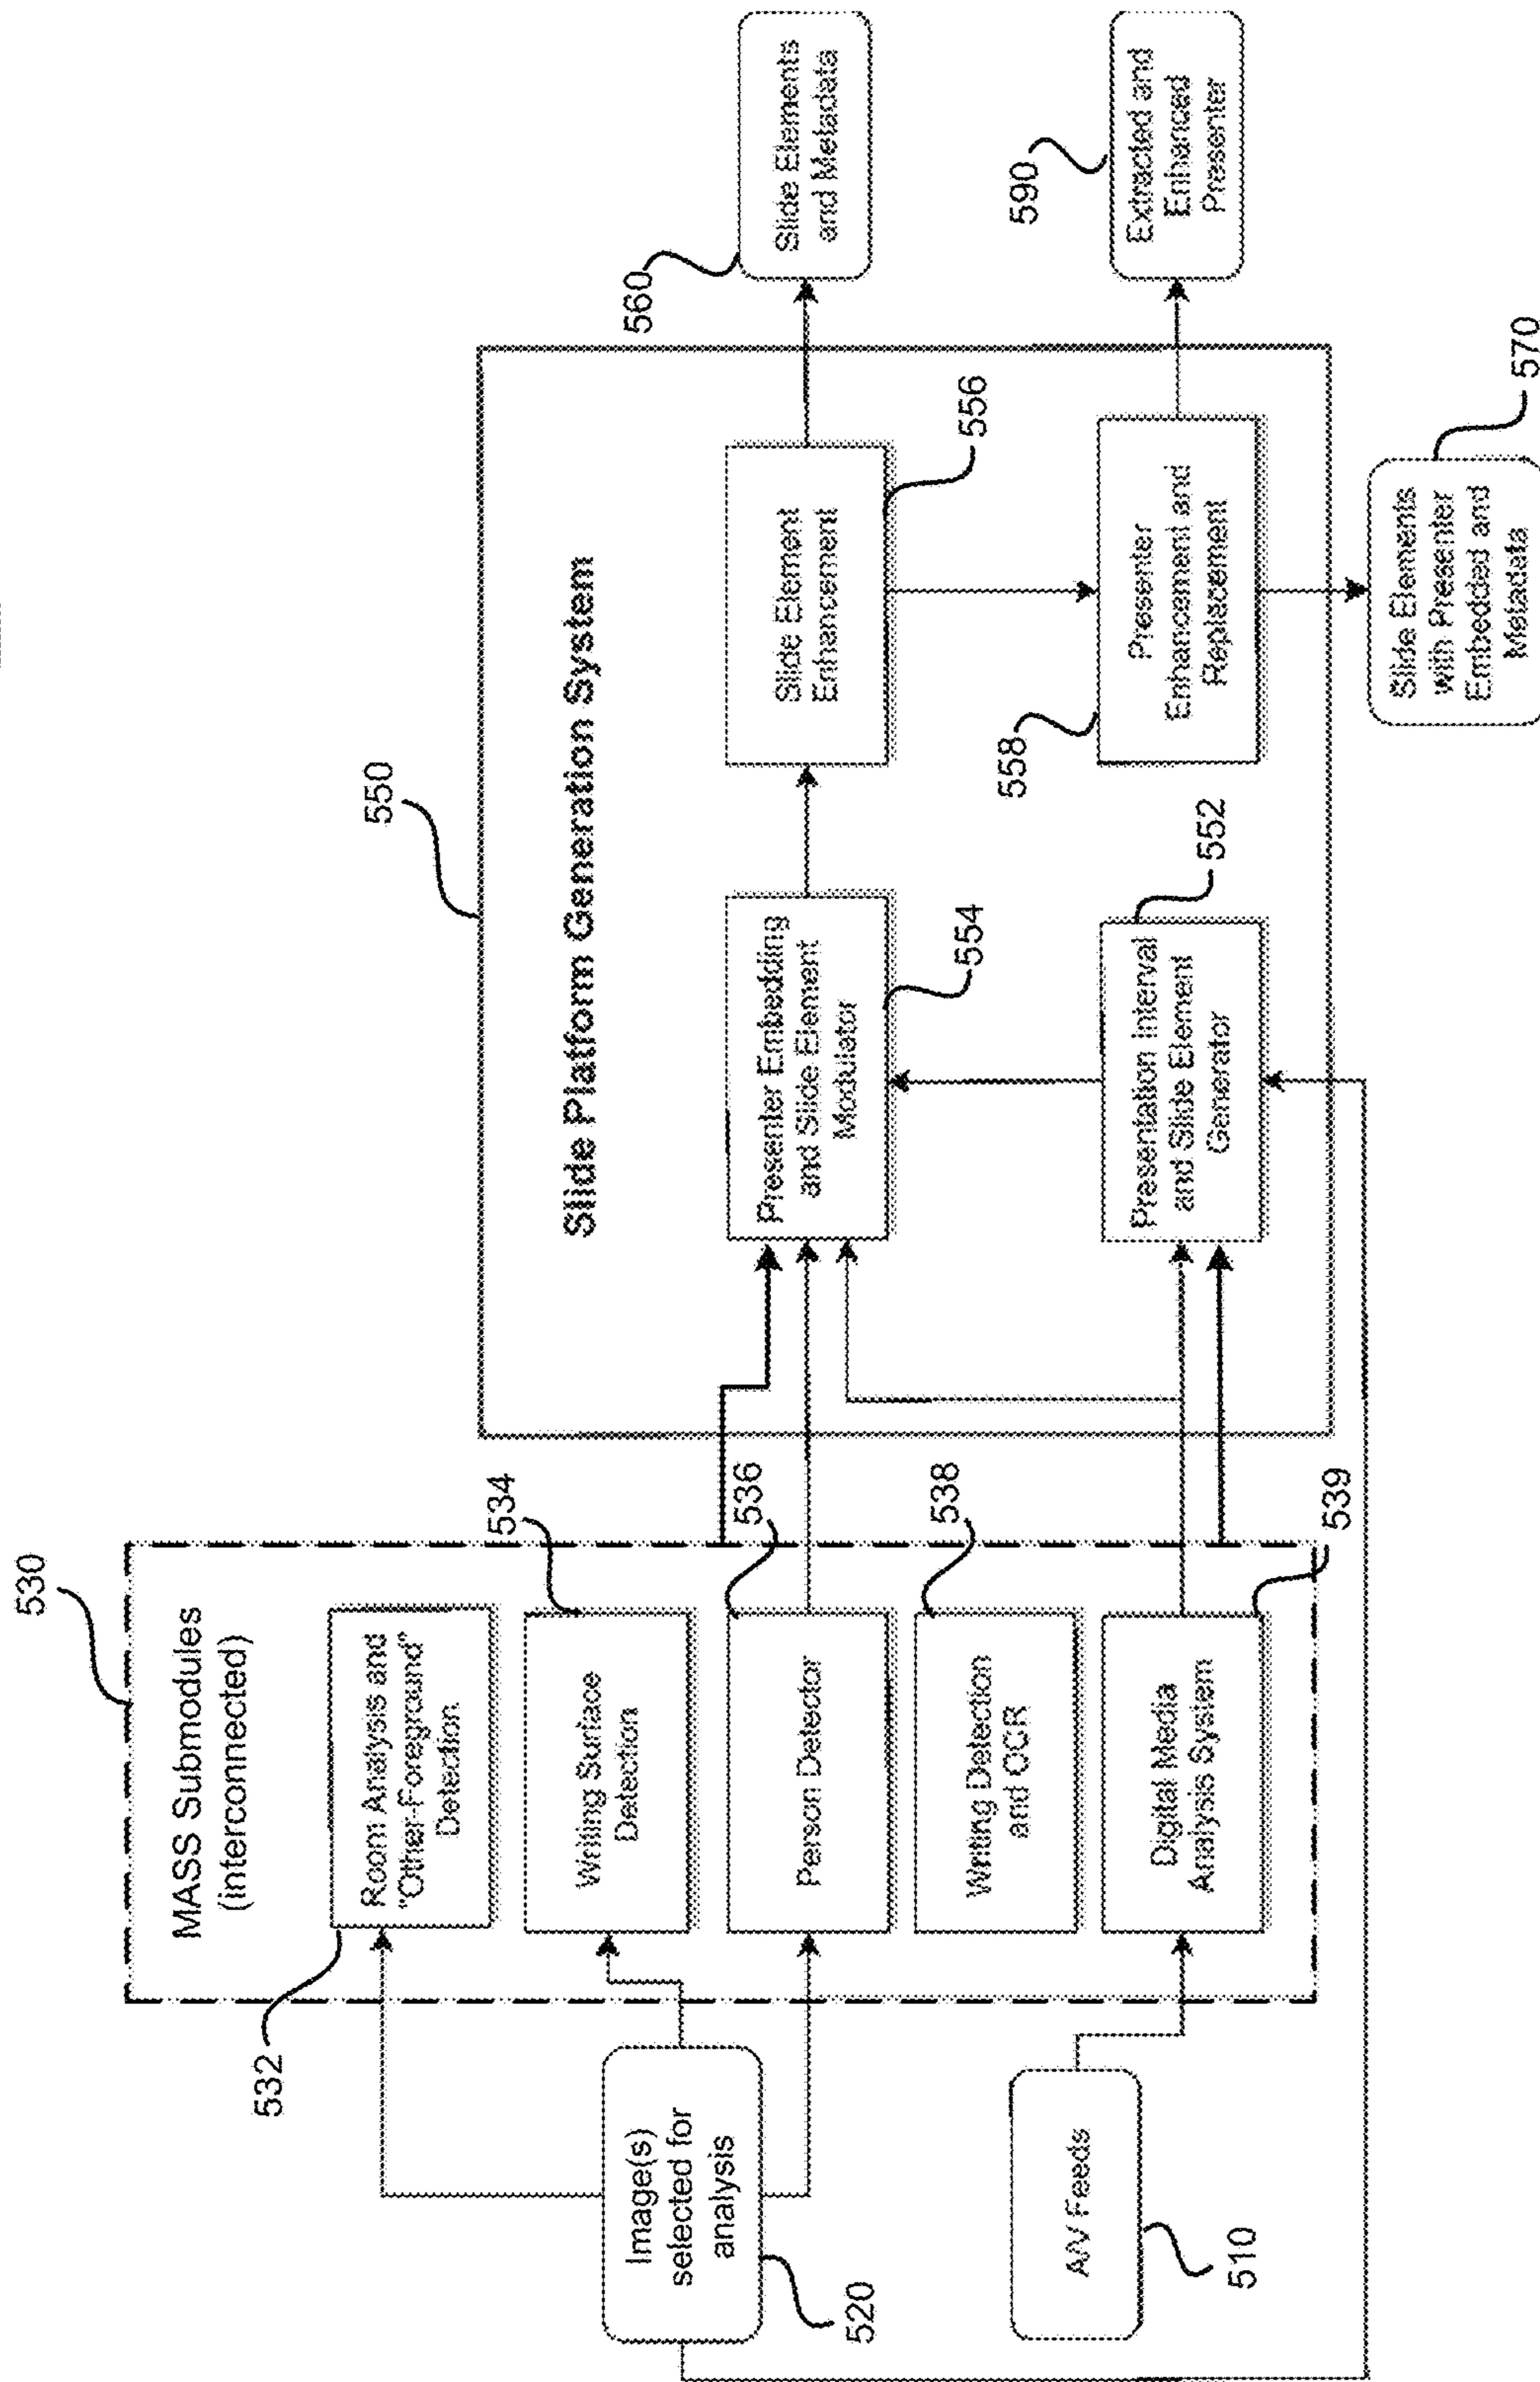 530
MASS Submodules
(interconnected)
532
Room Analysis and
"Other-Foreground"
Detection
534
Writing Surface
Detection
536
Person Detector
538
Writing Detection
and OCR
539
Digital Media
Analysis System
Image(s)
selected for
analysis
520
A/V Feeds
510
550
Slide Platform Generation System
Presenter Embedding
and Slide Element
Modulator
554
Presentation Interval
and Slide Element
Generator
552
Slide Element
Enhancement
556
Presenter
Enhancement and
Replacement
558
Slide Elements
and Metadata
560
Extracted and
Enhanced
Presenter
590
Slide Elements
with Presenter
Embedded and
Metadata
570